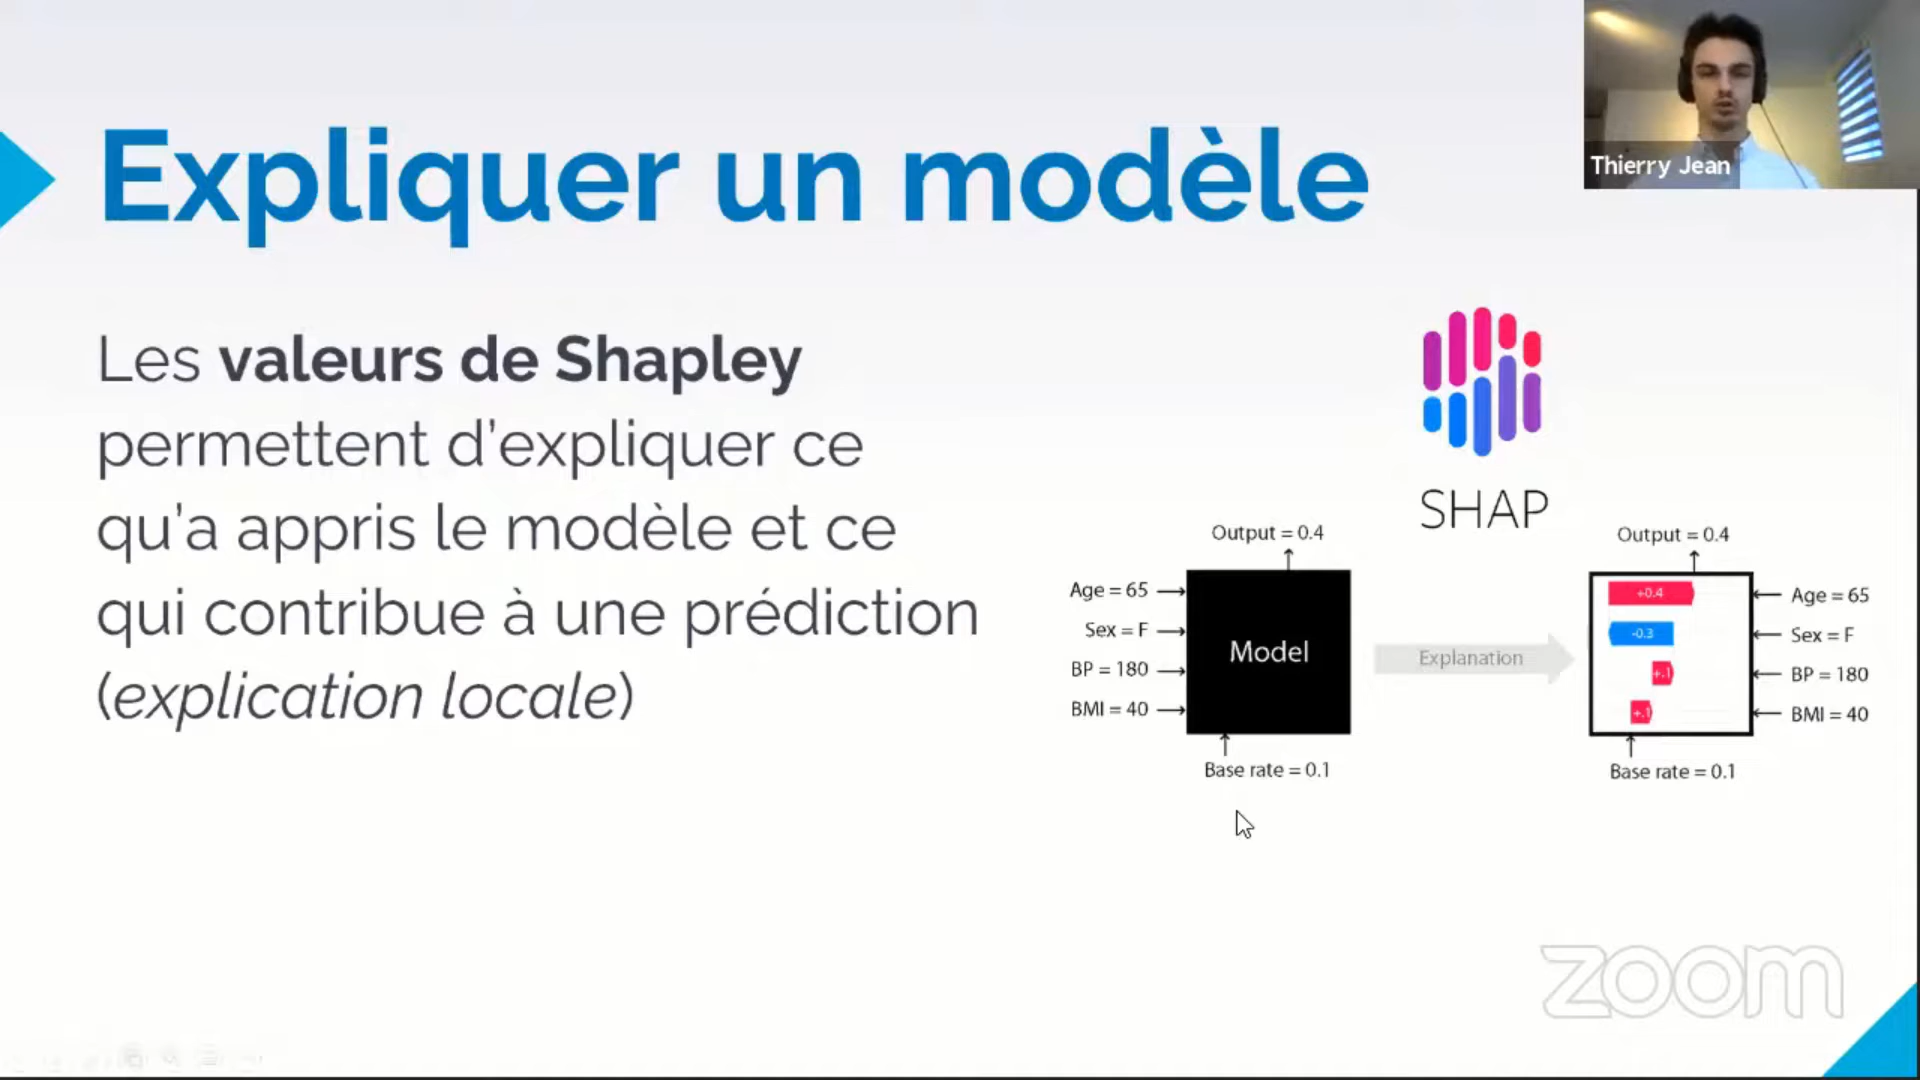 Expliquer un modèle
Thierry Jean
Les valeurs de Shapley
permettent d'expliquer ce
qu'a appris le modèle et ce
qui contribue à une prédiction
(explication locale)
SHAP
Output = 0.4
Age = 65
Sex = F
BP = 180
BMI = 40
Model
Base rate = 0.1
Explanation
Output = 0.4
+0.4
-0.3
+.1
+.1
Age = 65
Sex = F
BP = 180
BMI = 40
Base rate = 0.1
zoom